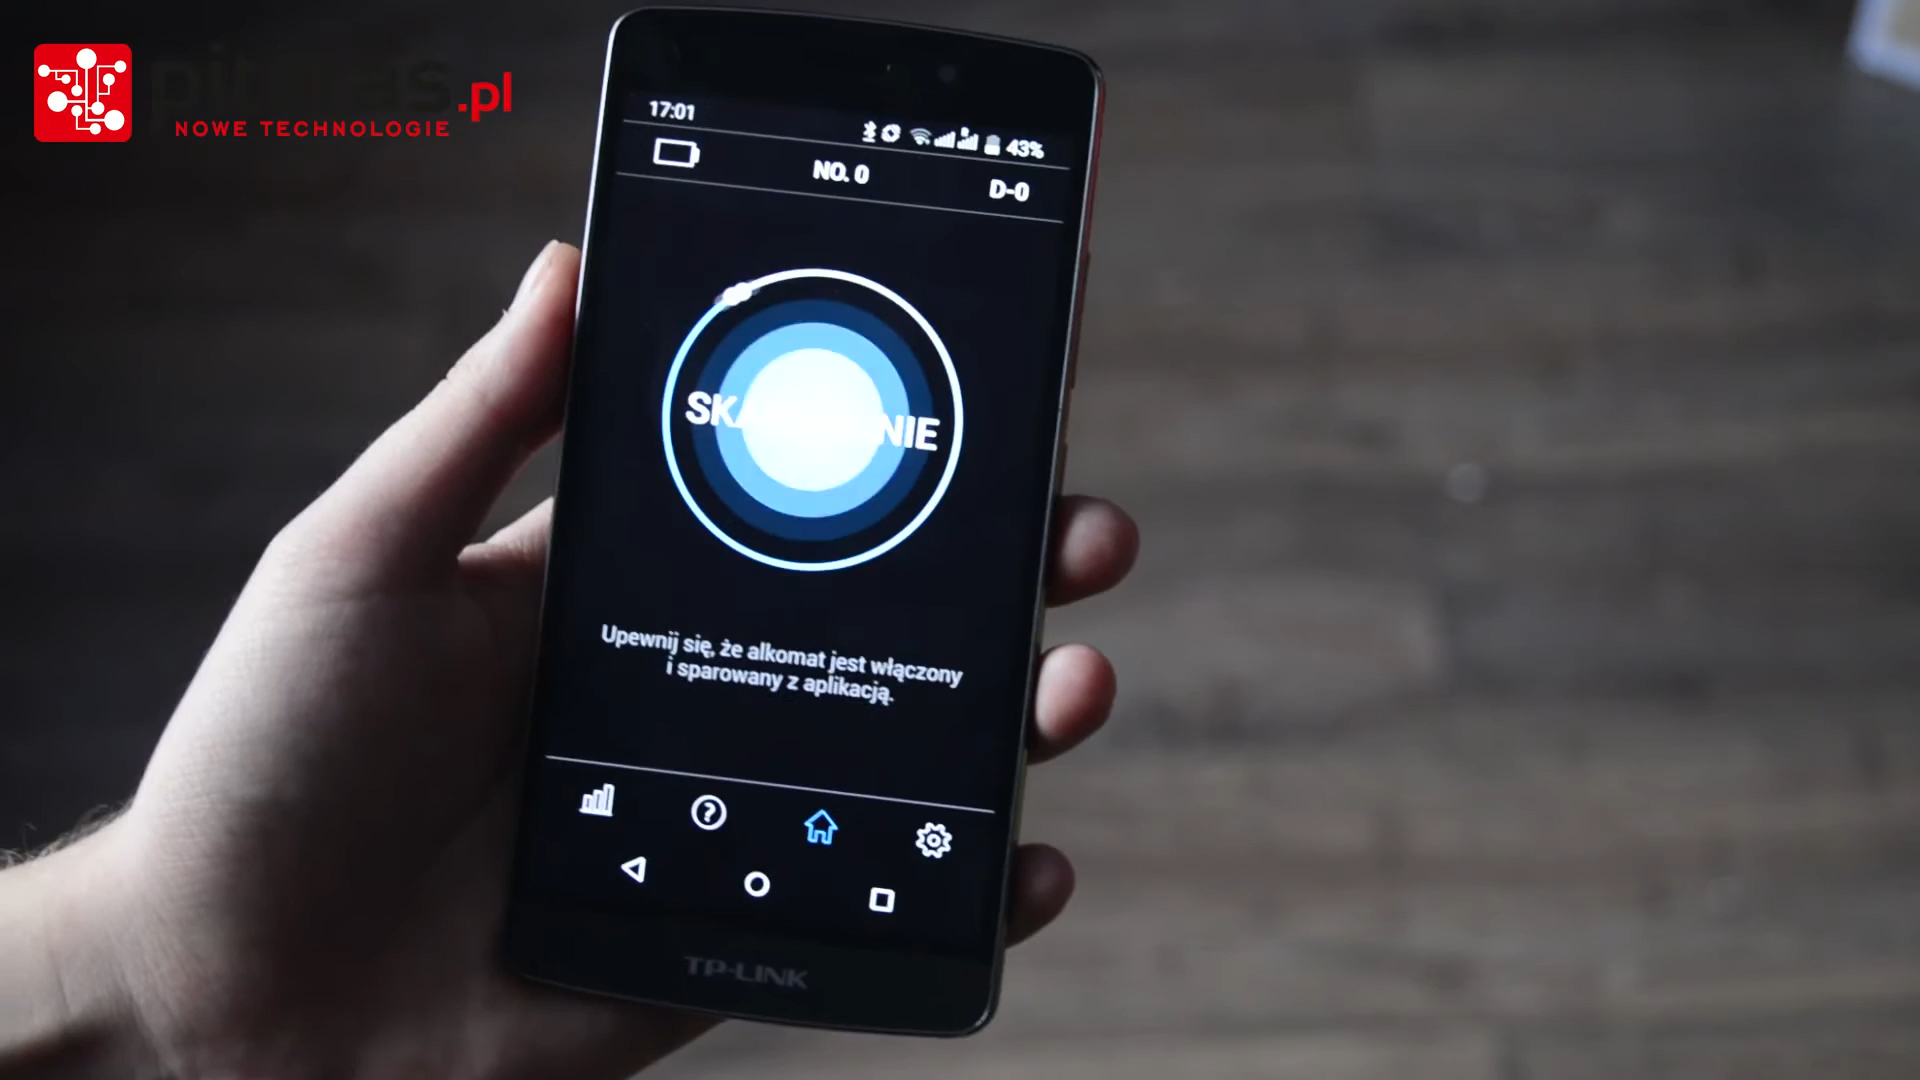 .pl
NOWE TECHNOLOGIE
17:01
43%
NO. 0
D-0
Upewnij się, że alkomat jest włączony
i sparowany z aplikacją.
TP-LINK